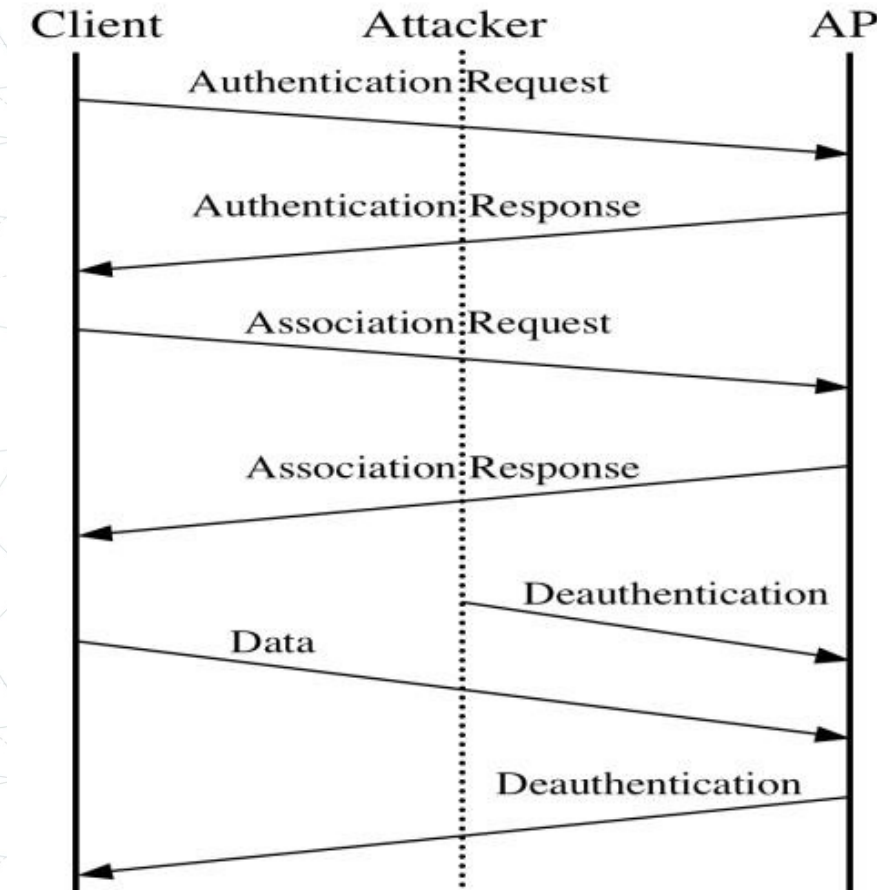 Client Attacker AP
Authentication Request
Authentication Response
Association Request
Association Response
Deauthentication
Data
Deauthentication